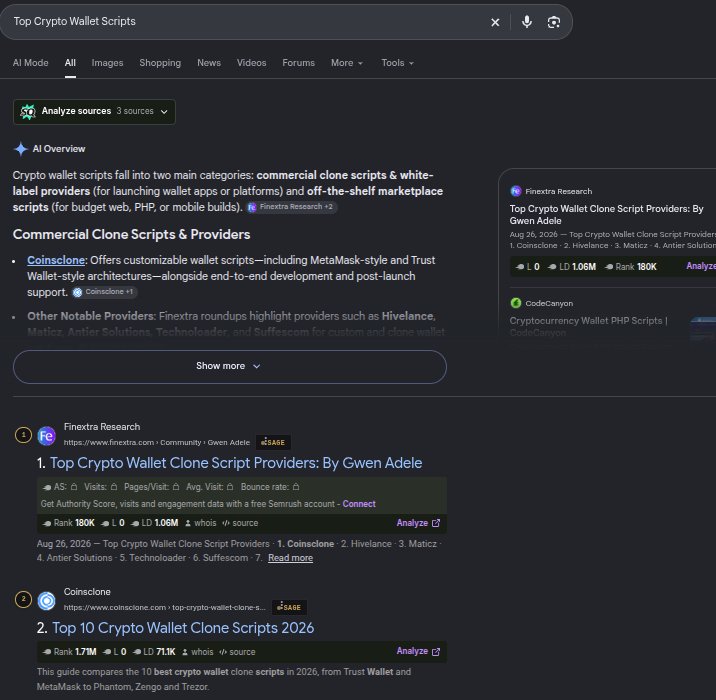 Top Crypto Wallet Scripts
AI Mode All Images Shopping News Videos Forums More Tools
Analyze sources 3 sources
AI Overview
Crypto wallet scripts fall into two main categories: commercial clone scripts & white-
label providers (for launching wallet apps or platforms) and off-the-shelf marketplace
scripts (for budget web, PHP, or mobile builds). Finextra Research +2
Commercial Clone Scripts & Providers
• Coinsclone: Offers customizable wallet scripts—including MetaMask-style and Trust
Wallet-style architectures—alongside end-to-end development and post-launch
support. Coinsclone +1
• Other Notable Providers: Finextra roundups highlight providers such as Hivelance,
Maticz, Antier Solutions, Technoloader, and Suffescom for custom and clone wallet
Show more
Finextra Research
Top Crypto Wallet Clone Script Providers: By
Gwen Adele
Aug 26, 2026 — Top Crypto Wallet Clone Script Providers
1. Coinsclone · 2. Hivelance · 3. Maticz · 4. Antier Solution
L 0 LD 1.06M Rank 180K Analyze
CodeCanyon
Cryptocurrency Wallet PHP Scripts |
CodeCanyon
1
Fe
Finextra Research
https://www.finextra.com › Community › Gwen Adele SAGE
1. Top Crypto Wallet Clone Script Providers: By Gwen Adele
AS: Visits: Pages/Visit: Avg. Visit: Bounce rate:
Get Authority Score, visits and engagement data with a free Semrush account - Connect
Rank 180K L 0 LD 1.06M whois </> source Analyze
Aug 26, 2026 — Top Crypto Wallet Clone Script Providers · 1. Coinsclone · 2. Hivelance · 3. Maticz ·
4. Antier Solutions · 5. Technoloader · 6. Suffescom · 7. Read more
2
Coinsclone
https://www.coinsclone.com › top-crypto-wallet-clone-s... SAGE
2. Top 10 Crypto Wallet Clone Scripts 2026
Rank 1.71M L 0 LD 71.1K whois </> source Analyze
This guide compares the 10 best crypto wallet clone scripts in 2026, from Trust Wallet and
MetaMask to Phantom, Zengo and Trezor.